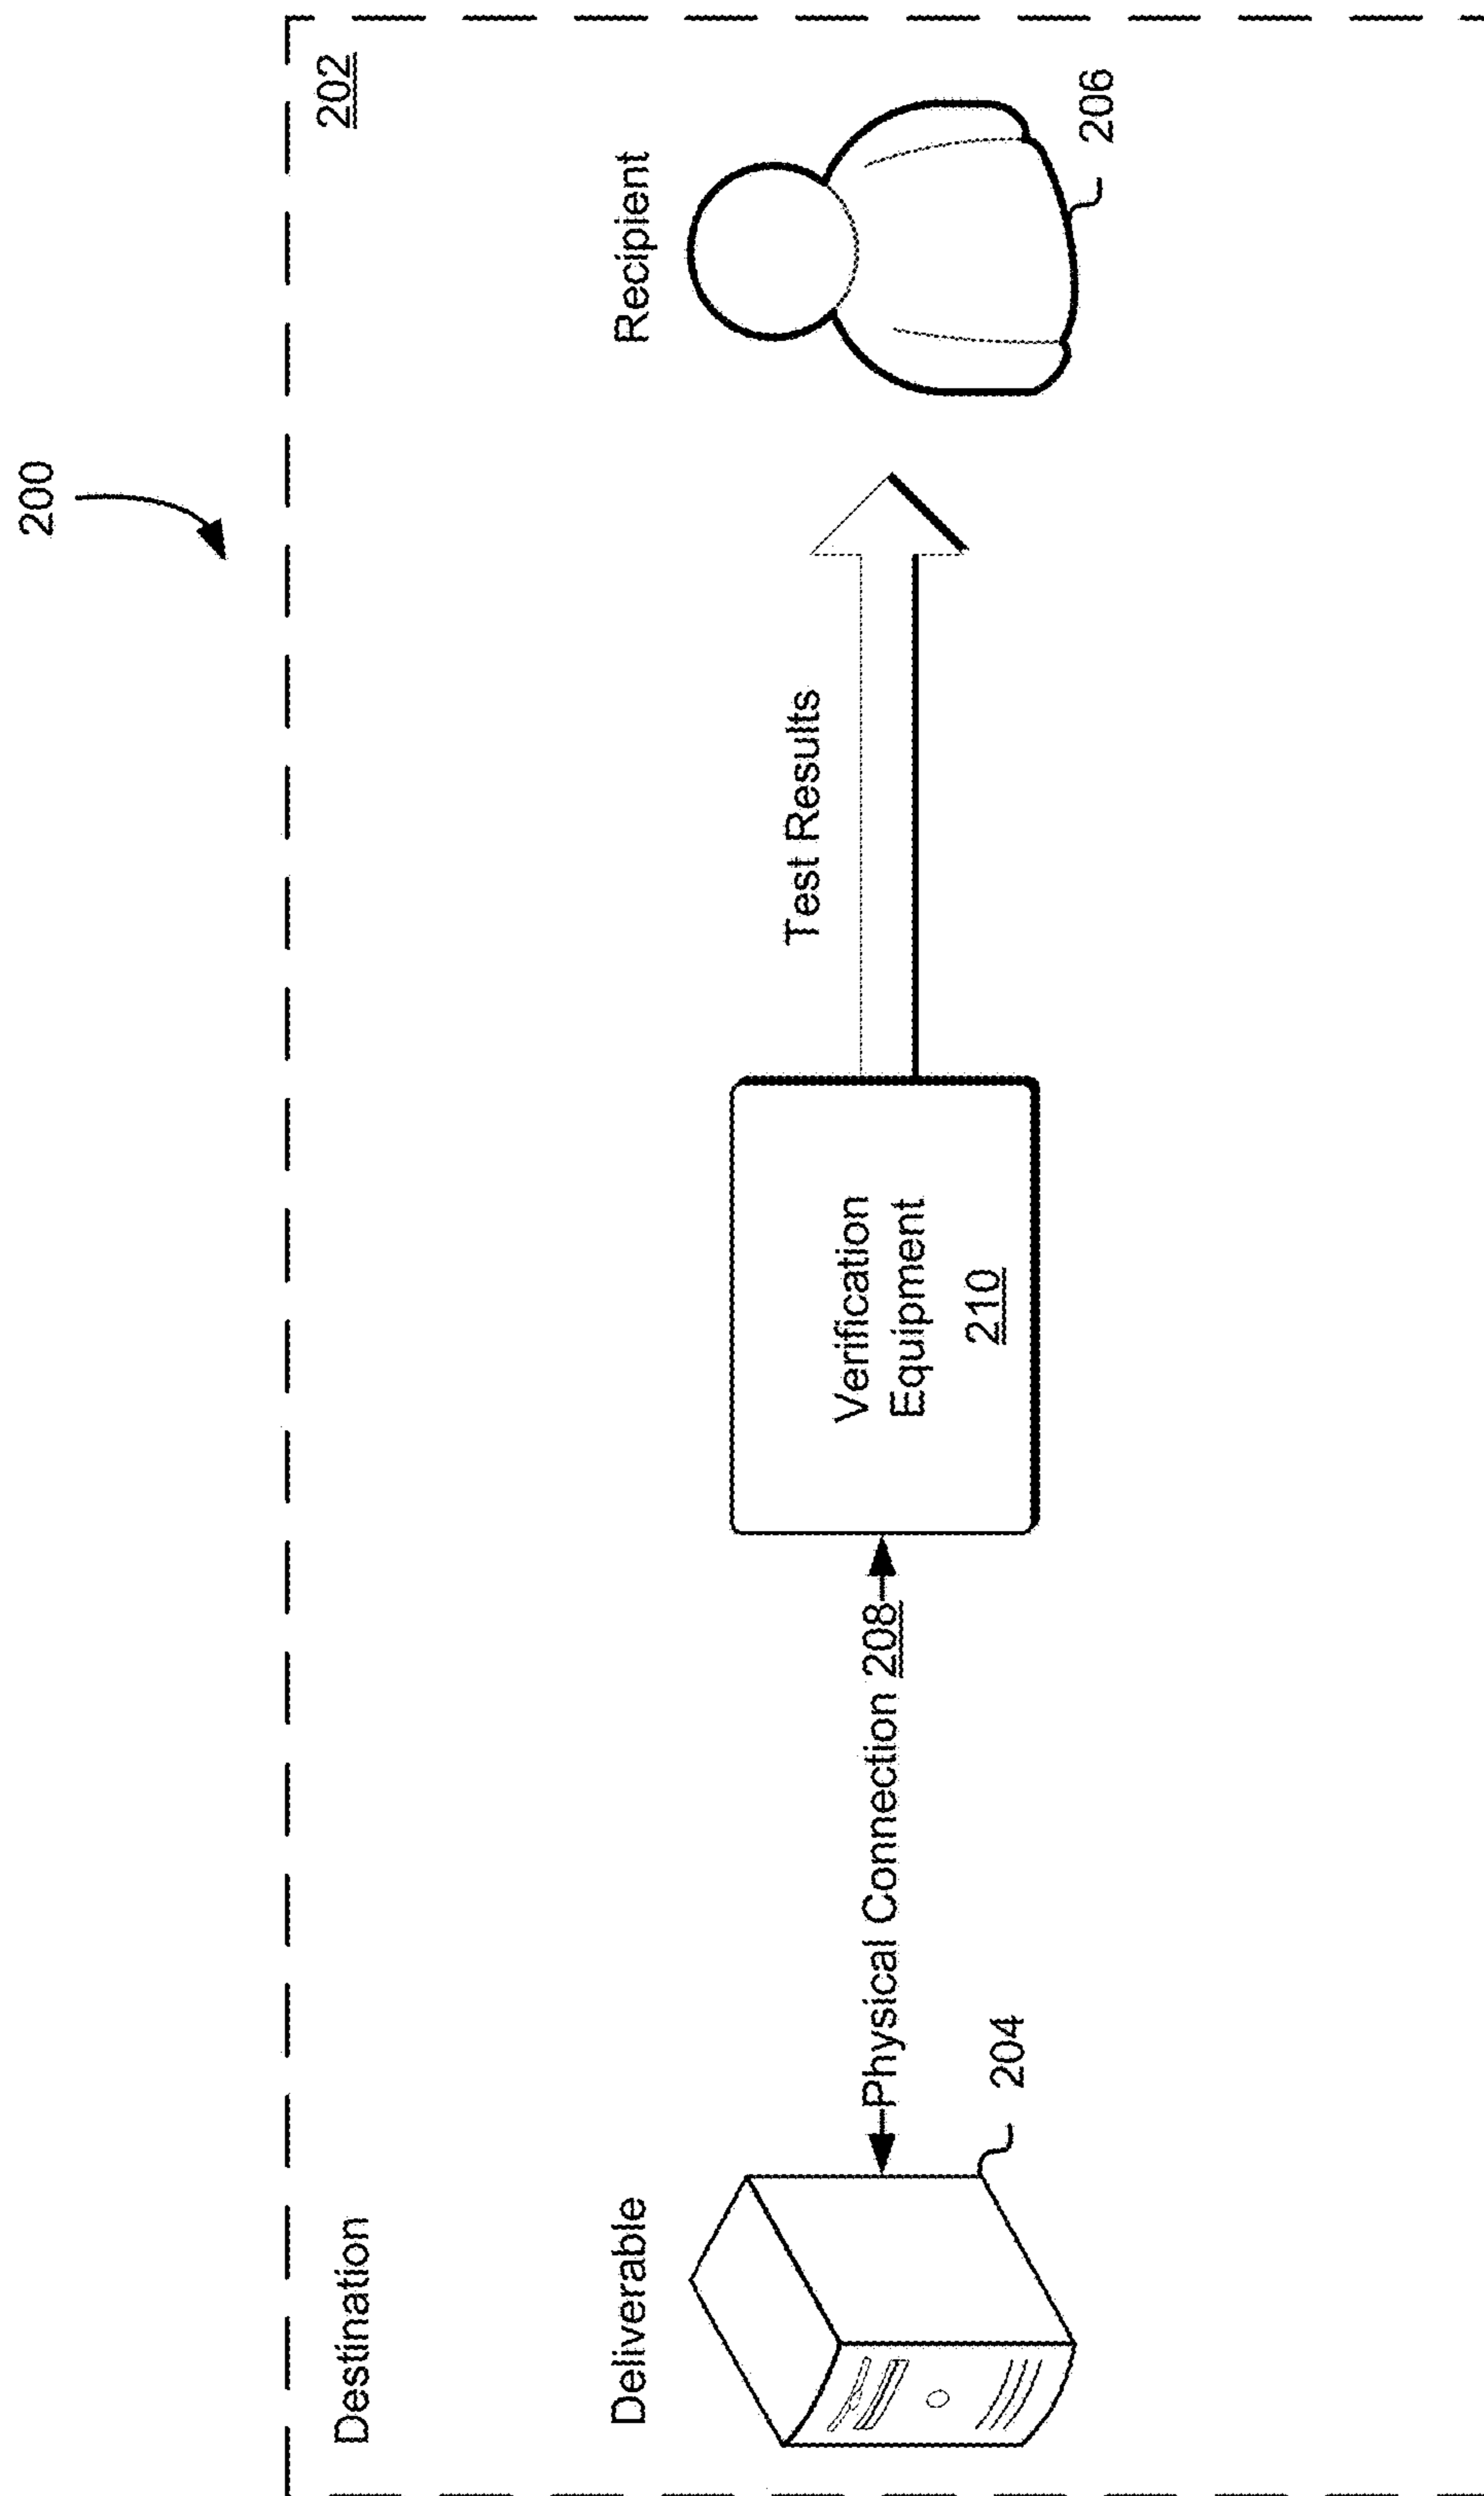 200
Destination
202
Deliverable
Recipient
Test Results
Physical Connection 208
Verification
Equipment
210
204
206